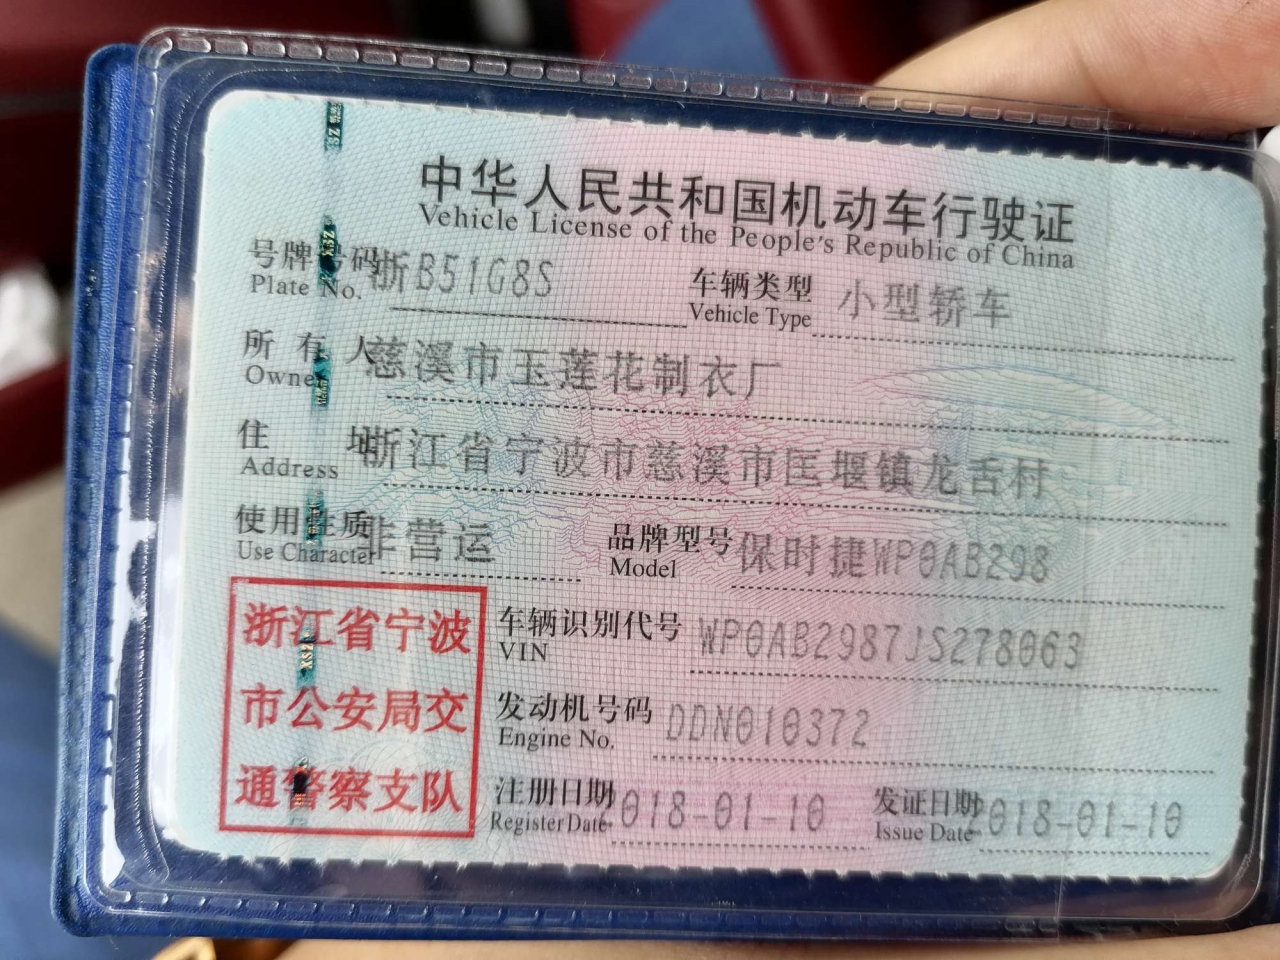 中华人民共和国机动车行驶证
Vehicle License of the People's Republic of China
号牌号码 浙B51G8S 车辆类型 小型轿车
Plate No. Vehicle Type
所有人 慈溪市玉莲花制衣厂
Owner
住址 浙江省宁波市慈溪市匡堰镇龙舌村
Address
使用性质 非营运 品牌型号 保时捷WP0AB298
Use Character Model
浙江省宁波
市公安局交
通警察支队
车辆识别代号 WP0AB2987JS278063
VIN
发动机号码 DDN010372
Engine No.
注册日期 2018-01-10 发证日期 2018-01-10
Register Date Issue Date